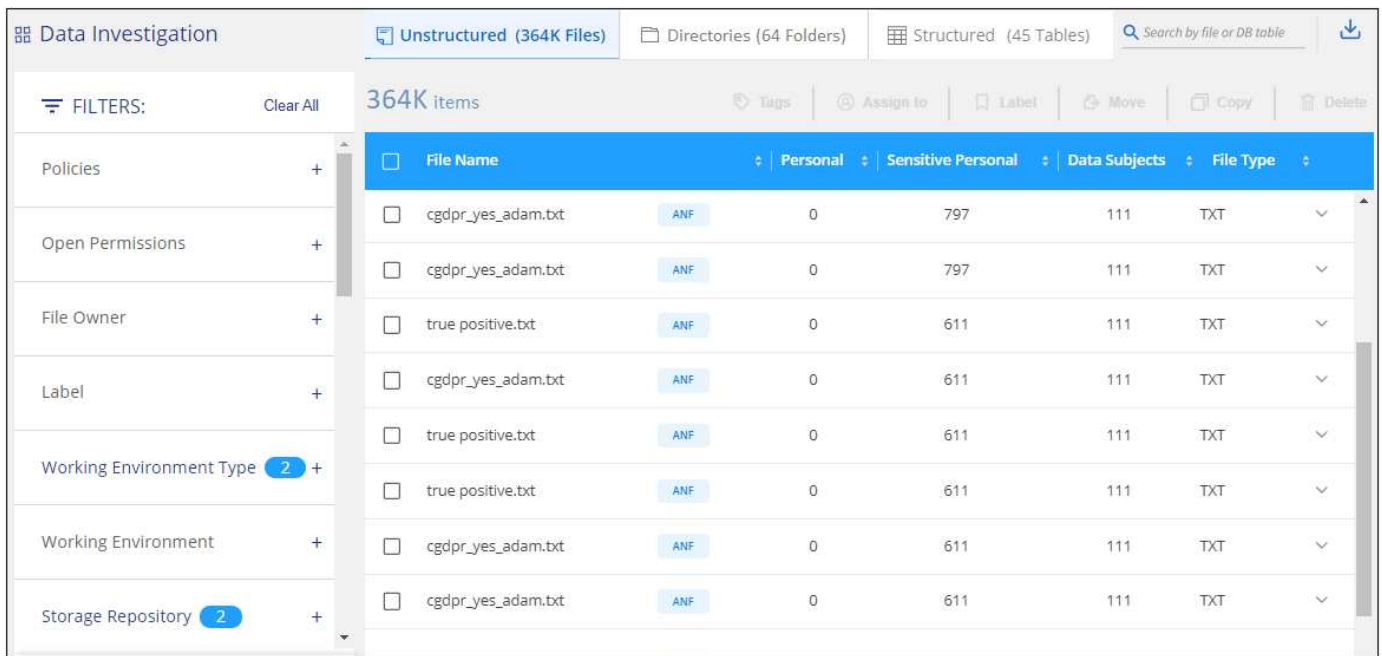 Data Investigation
Unstructured (364K Files)
Directories (64 Folders)
Structured (45 Tables)
Search by file or DB table
FILTERS:
Clear All
Policies +
Open Permissions +
File Owner +
Label +
Working Environment Type 2 +
Working Environment +
Storage Repository 2 +
364K items
Tags
Assign to
Label
Move
Copy
Delete
File Name Personal Sensitive Personal Data Subjects File Type
cgdpr_yes_adam.txt ANF 0 797 111 TXT
cgdpr_yes_adam.txt ANF 0 797 111 TXT
true positive.txt ANF 0 611 111 TXT
cgdpr_yes_adam.txt ANF 0 611 111 TXT
true positive.txt ANF 0 611 111 TXT
true positive.txt ANF 0 611 111 TXT
cgdpr_yes_adam.txt ANF 0 611 111 TXT
cgdpr_yes_adam.txt ANF 0 611 111 TXT